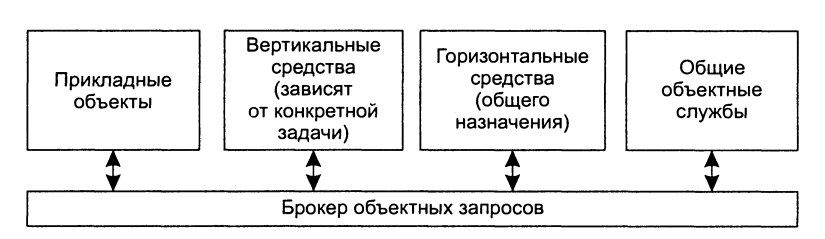 Прикладные
объекты
Вертикальные
средства
(зависят
от конкретной
задачи)
Горизонтальные
средства
(общего
назначения)
Общие
объектные
службы
Брокер объектных запросов